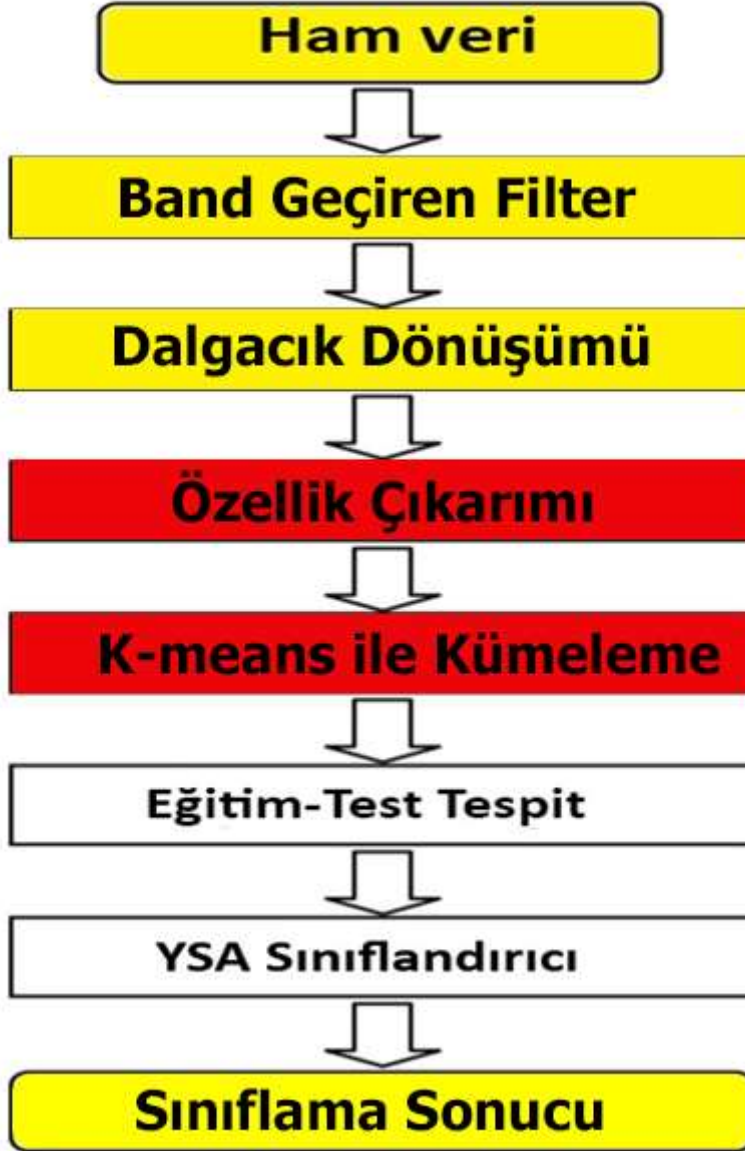 Ham veri
Band Geçiren Filter
Dalgacık Dönüşümü
Özellik Çıkarımı
K-means ile Kümeleme
Eğitim-Test Tespit
YSA Sınıflandırıcı
Sınıflama Sonucu